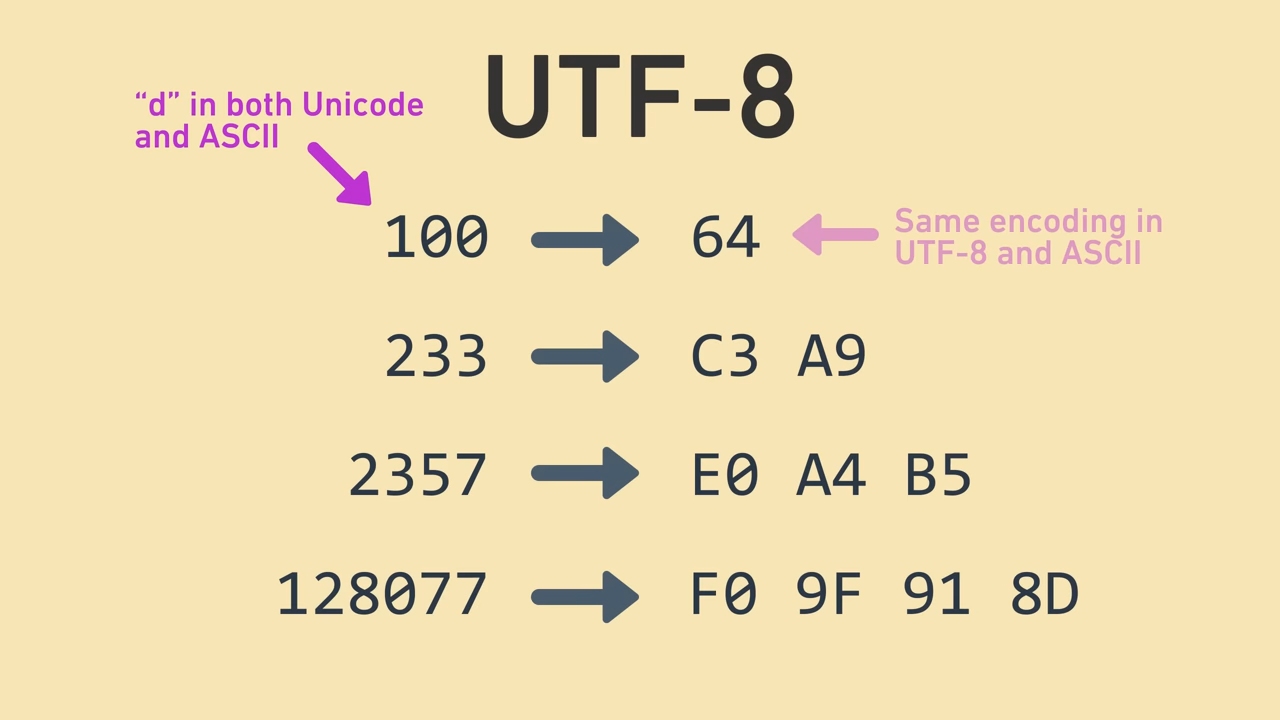 UTF-8
“d” in both Unicode
and ASCII
100 64
Same encoding in
UTF-8 and ASCII
233 C3 A9
2357 E0 A4 B5
128077 F0 9F 91 8D